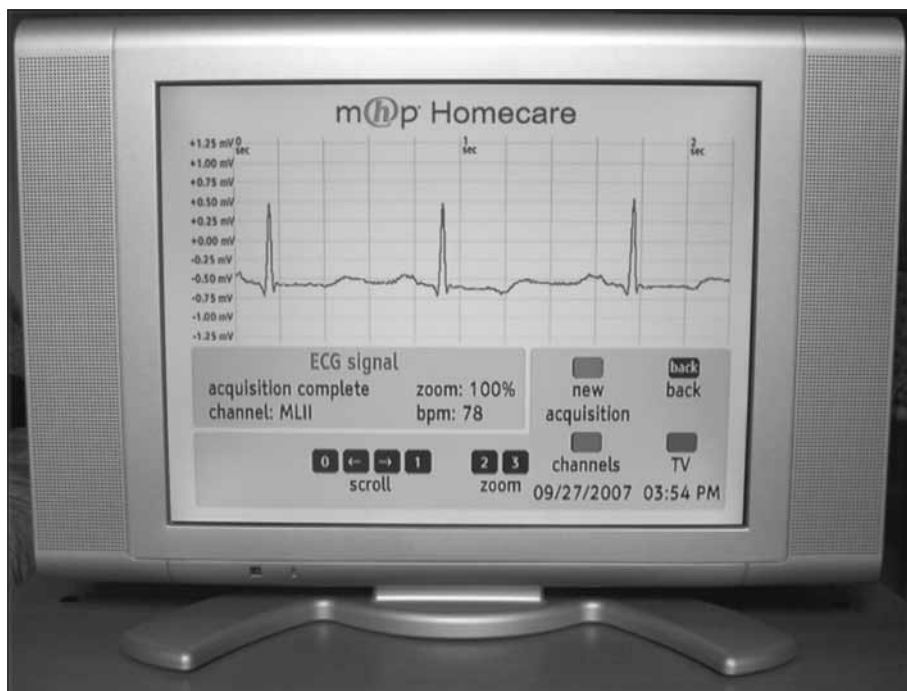 mhp Homecare
0 sec
1 sec
2 sec
+1.25 mV
+1.00 mV
+0.75 mV
+0.50 mV
+0.25 mV
+0.00 mV
-0.25 mV
-0.50 mV
-0.75 mV
-1.00 mV
-1.25 mV
ECG signal
acquisition complete zoom: 100%
channel: MLII bpm: 78
0 ← → 1 2 3
scroll zoom
back
new back
acquisition
channels TV
09/27/2007 03:54 PM